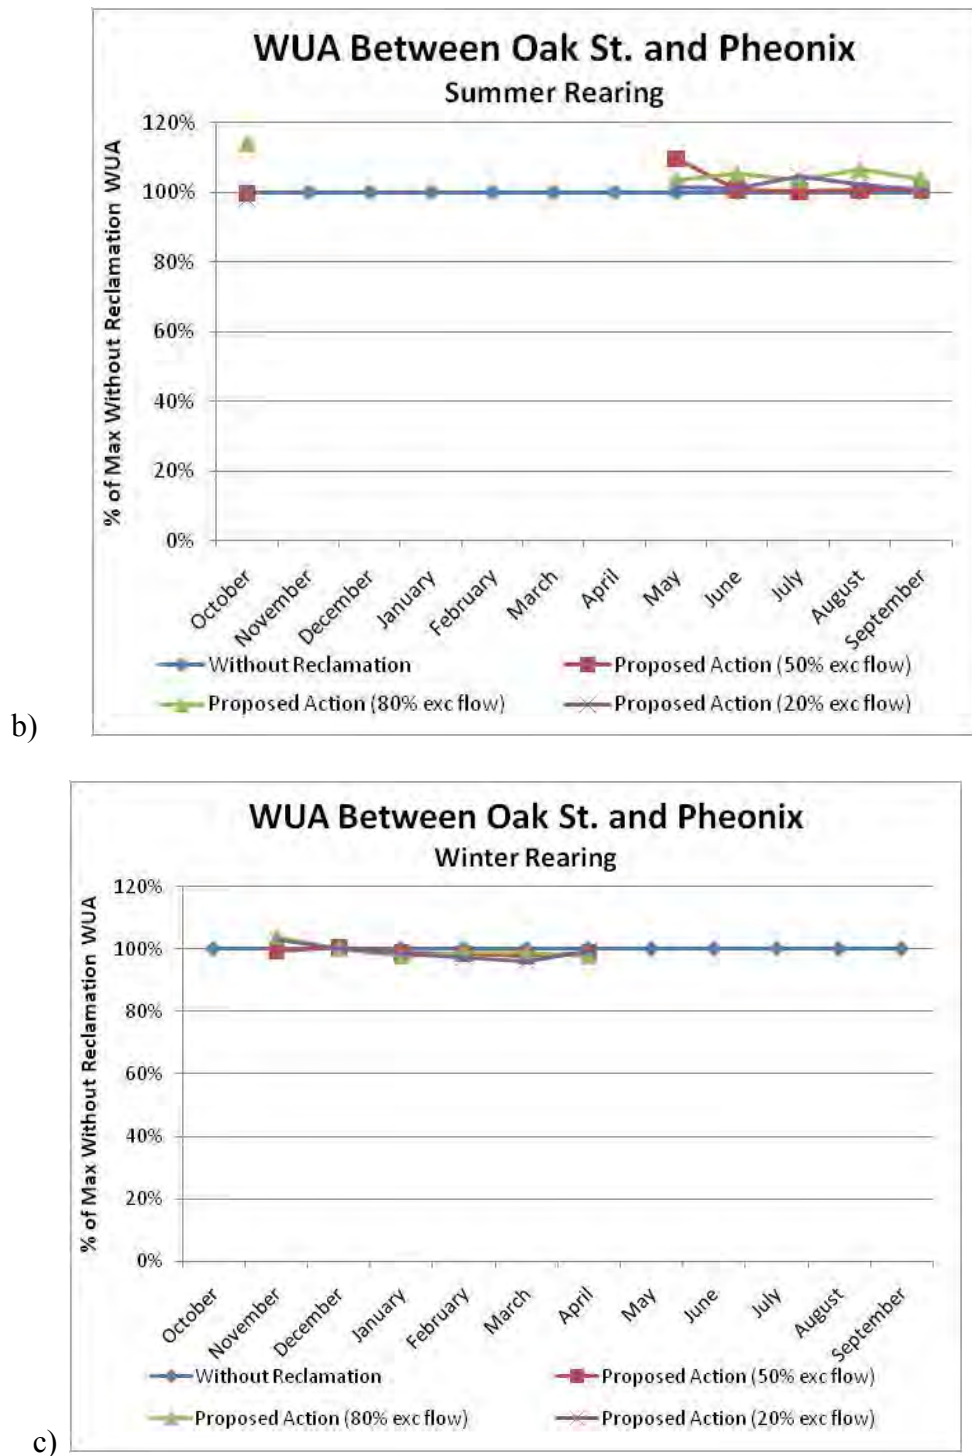 WUA Between Oak St. and Pheonix
Summer Rearing
% of Max Without Reclamation WUA
120%
100%
80%
60%
40%
20%
0%
October
November
December
January
February
March
April
May
June
July
August
September
Without Reclamation
Proposed Action (50% exc flow)
Proposed Action (80% exc flow)
Proposed Action (20% exc flow)
b)
WUA Between Oak St. and Pheonix
Winter Rearing
% of Max Without Reclamation WUA
120%
100%
80%
60%
40%
20%
0%
October
November
December
January
February
March
April
May
June
July
August
September
Without Reclamation
Proposed Action (50% exc flow)
Proposed Action (80% exc flow)
Proposed Action (20% exc flow)
c)